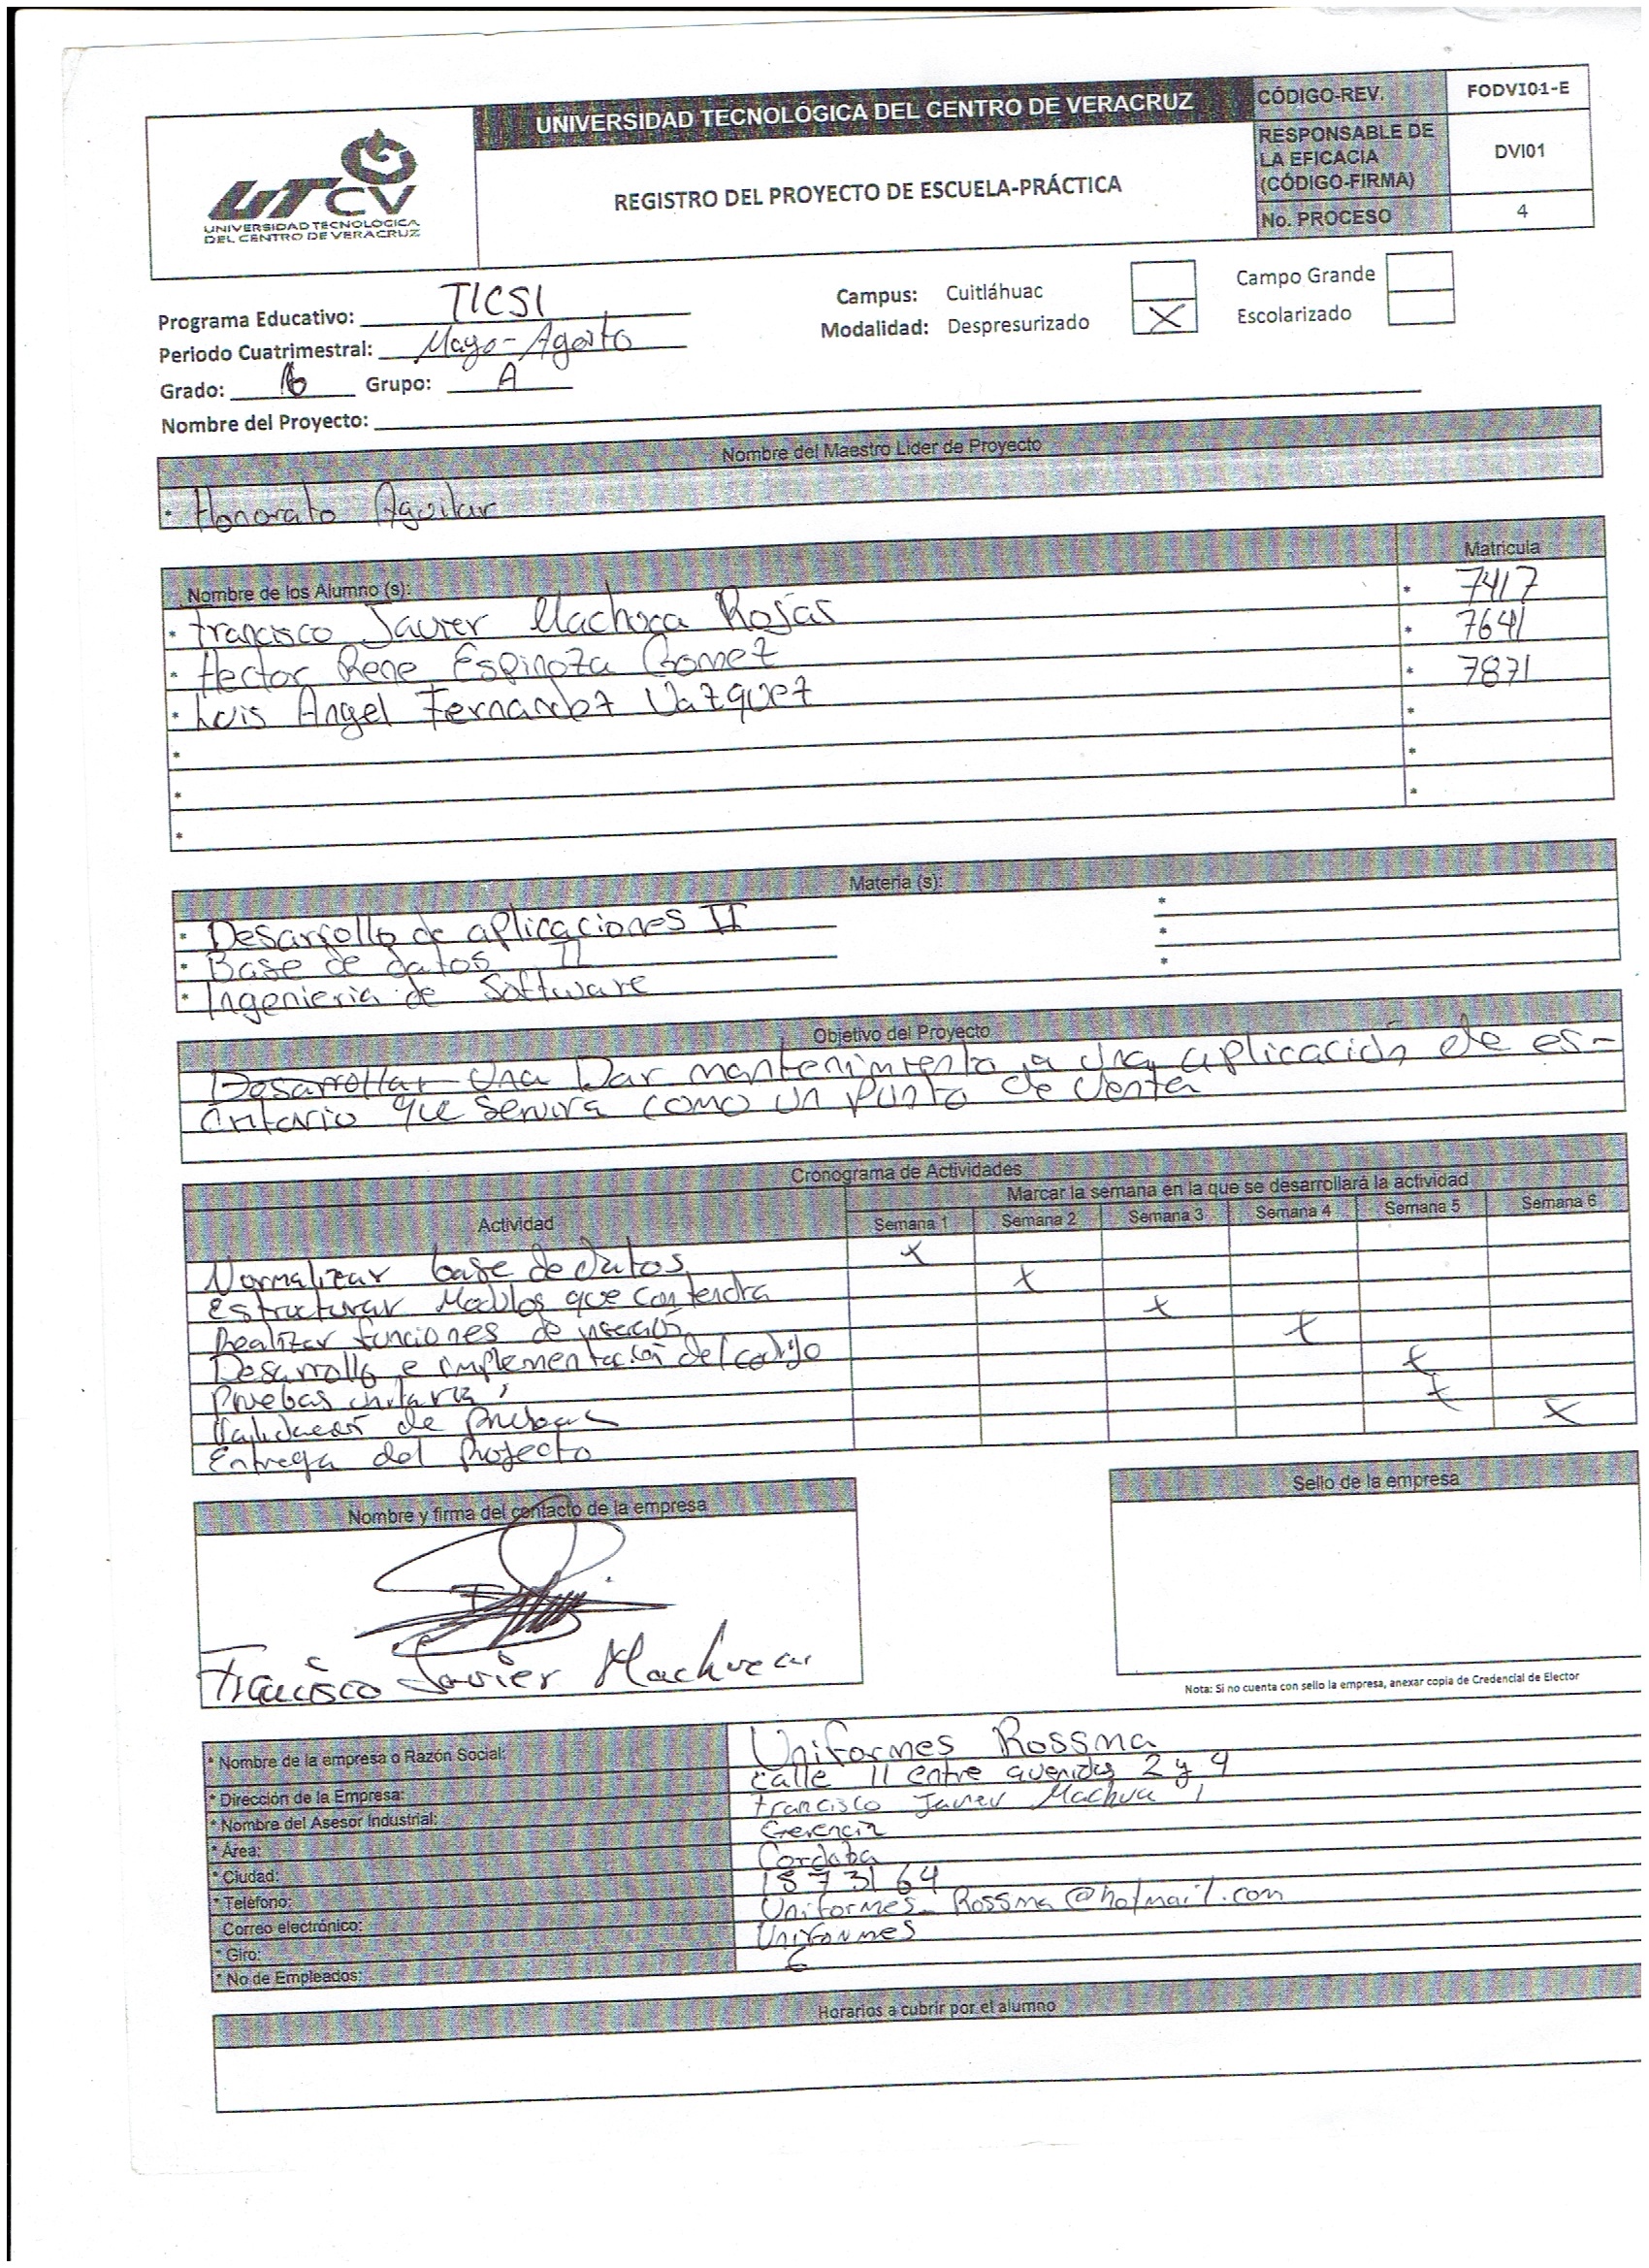 UTCV
UNIVERSIDAD TECNOLÓGICA
DEL CENTRO DE VERACRUZ
UNIVERSIDAD TECNOLÓGICA DEL CENTRO DE VERACRUZ
REGISTRO DEL PROYECTO DE ESCUELA-PRÁCTICA
CÓDIGO-REV. FODVI01-E
RESPONSABLE DE
LA EFICACIA
(CÓDIGO-FIRMA) DVI01
No. PROCESO 4
Programa Educativo: TICSI
Periodo Cuatrimestral: Mayo-Agosto
Grado: 6 Grupo: A
Nombre del Proyecto:
Campus: Cuitláhuac Campo Grande
Modalidad: Despresurizado X Escolarizado
Nombre del Maestro Líder de Proyecto
* Honorato Aguilar
Nombre de los Alumno (s): Matricula
* Francisco Javier Machuca Rojas * 7417
* Hector Rene Espinoza Gomez * 7641
* Luis Angel Fernandez Vazquez * 7871
* *
* *
* *
Materia (s):
* Desarrollo de aplicaciones II *
* Base de datos II *
* Ingenieria de Software *
Objetivo del Proyecto
Desarrollar una Dar mantenimiento a una aplicación de es-
critorio que servira como un Punto de Venta
Cronograma de Actividades
Actividad Marcar la semana en la que se desarrollará la actividad
Semana 1 Semana 2 Semana 3 Semana 4 Semana 5 Semana 6
Normalizar base de datos X
Estructurar Modulos que contendra X
Realizar funciones de X
Desarrollo e implementación del codigo X
Pruebas unitarias X
Validacion de pruebas X
Entrega del Proyecto X
Nombre y firma del contacto de la empresa
Francisco Javier Machuca
Sello de la empresa
Nota: Si no cuenta con sello la empresa, anexar copia de Credencial de Elector
* Nombre de la empresa o Razón Social: Uniformes Rossma
* Dirección de la Empresa: Calle 11 entre avenidas 2 y 4
* Nombre del Asesor Industrial: Francisco Javier Machuca
* Área: Gerencia
* Ciudad: Cordoba
* Teléfono: 1573164
Correo electrónico: Uniformes_Rossma@hotmail.com
* Giro: Uniformes
* No de Empleados: 6
Horarios a cubrir por el alumno